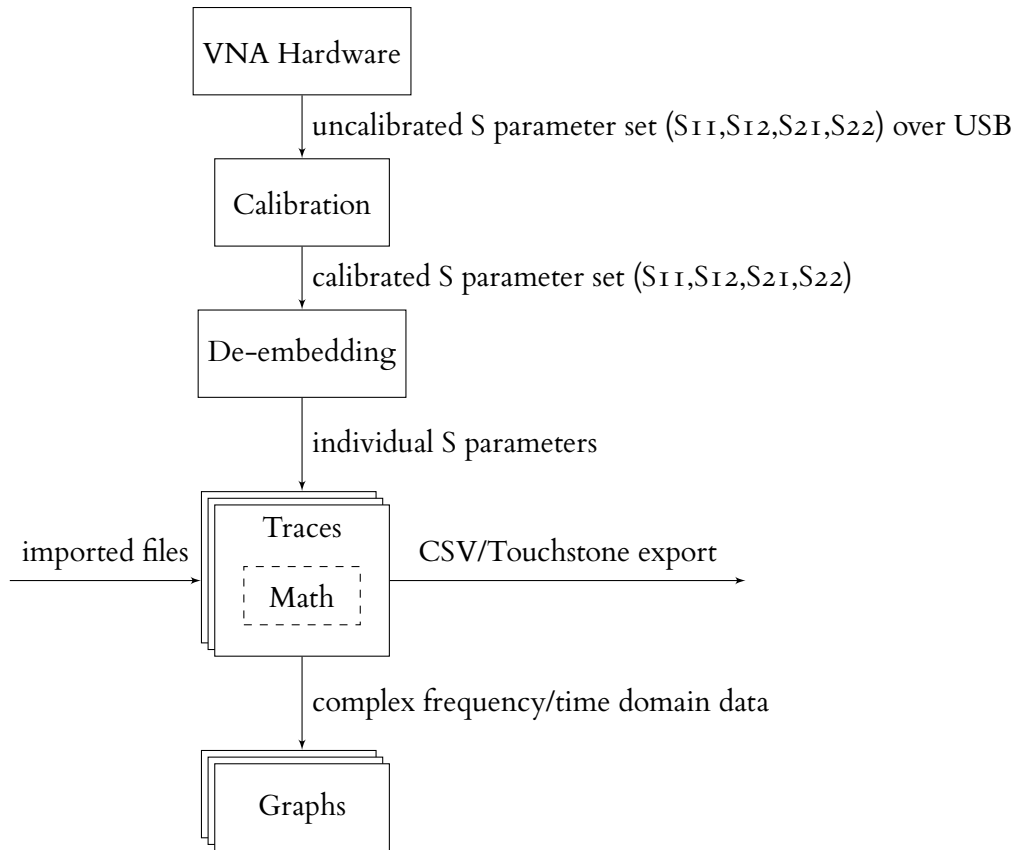 VNA Hardware
uncalibrated S parameter set (S11,S12,S21,S22) over USB
Calibration
calibrated S parameter set (S11,S12,S21,S22)
De-embedding
individual S parameters
Traces
imported files
CSV/Touchstone export
Math
complex frequency/time domain data
Graphs